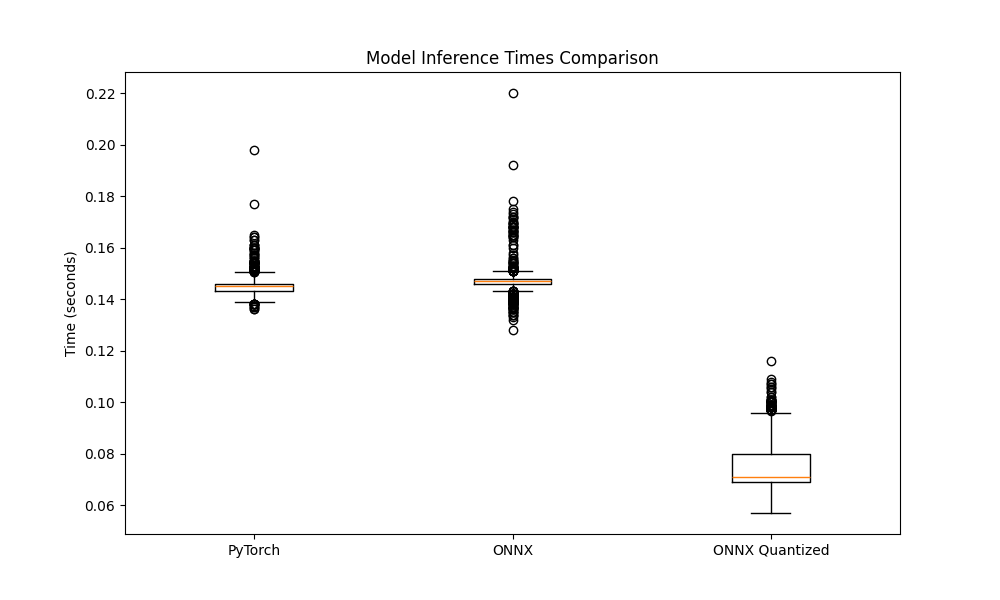 Model Inference Times Comparison
Time (seconds)
0.22
0.20
0.18
0.16
0.14
0.12
0.10
0.08
0.06
PyTorch
ONNX
ONNX Quantized